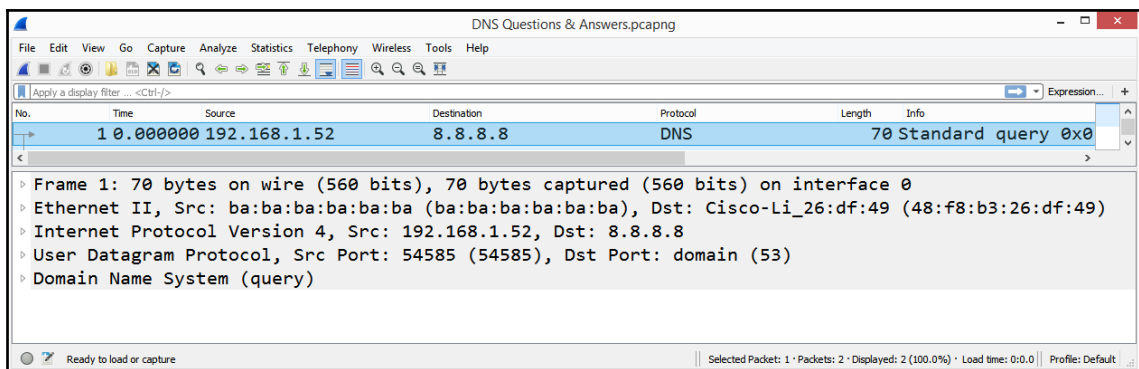 DNS Questions & Answers.pcapng
File Edit View Go Capture Analyze Statistics Telephony Wireless Tools Help
Apply a display filter ... <Ctrl-/> Expression... +
No. Time Source Destination Protocol Length Info
1 0.000000 192.168.1.52 8.8.8.8 DNS 70 Standard query 0x0
Frame 1: 70 bytes on wire (560 bits), 70 bytes captured (560 bits) on interface 0
Ethernet II, Src: ba:ba:ba:ba:ba:ba (ba:ba:ba:ba:ba:ba), Dst: Cisco-Li_26:df:49 (48:f8:b3:26:df:49)
Internet Protocol Version 4, Src: 192.168.1.52, Dst: 8.8.8.8
User Datagram Protocol, Src Port: 54585 (54585), Dst Port: domain (53)
Domain Name System (query)
Ready to load or capture Selected Packet: 1 · Packets: 2 · Displayed: 2 (100.0%) · Load time: 0:0.0 Profile: Default